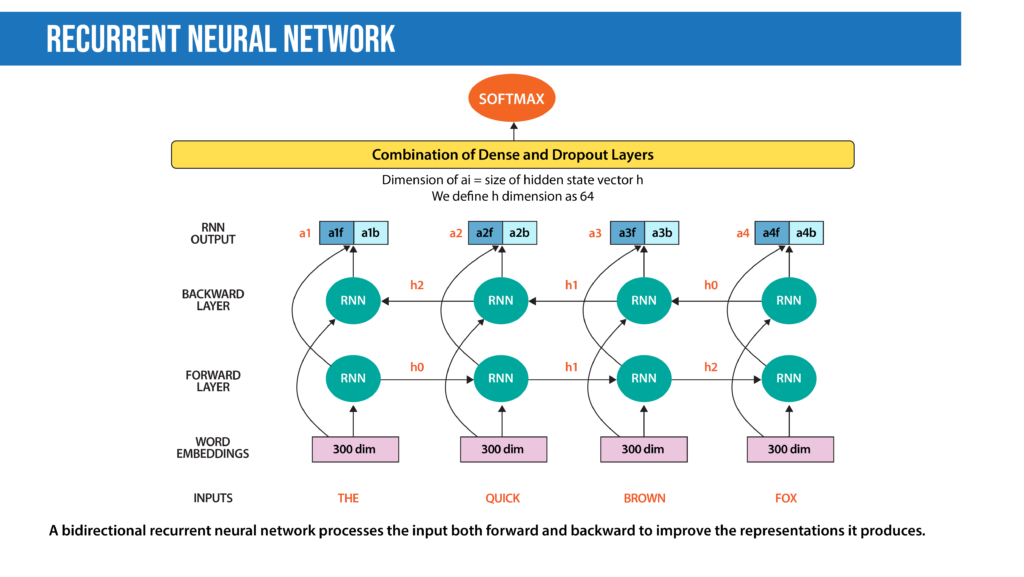 RECURRENT NEURAL NETWORK
SOFTMAX
Combination of Dense and Dropout Layers
Dimension of ai = size of hidden state vector h
We define h dimension as 64
RNN
OUTPUT
a1 a1f a1b a2 a2f a2b a3 a3f a3b a4 a4f a4b
BACKWARD
LAYER
RNN h2 RNN h1 RNN h0 RNN
FORWARD
LAYER
RNN h0 RNN h1 RNN h2 RNN
WORD
EMBEDDINGS
300 dim 300 dim 300 dim 300 dim
INPUTS THE QUICK BROWN FOX
A bidirectional recurrent neural network processes the input both forward and backward to improve the representations it produces.